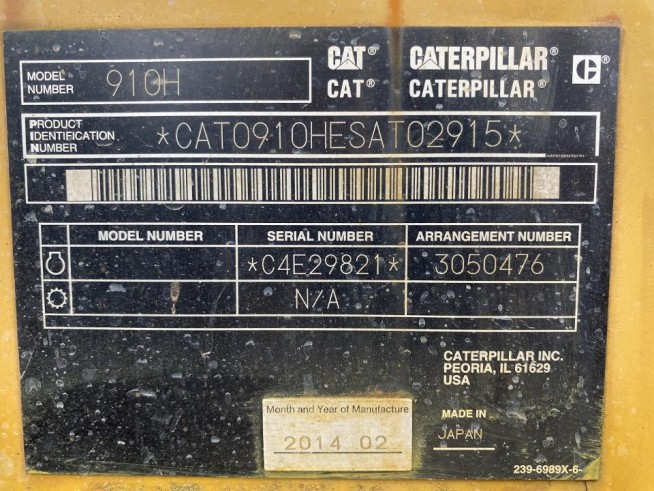 CAT® CATERPILLAR®
CAT® CATERPILLAR®
MODEL NUMBER 910H
PRODUCT IDENTIFICATION NUMBER *CAT0910HESAT02915*
MODEL NUMBER SERIAL NUMBER ARRANGEMENT NUMBER
*C4E29821* 3050476
N/A
CATERPILLAR INC.
PEORIA, IL 61629
USA
Month and Year of Manufacture
2014 02
MADE IN
JAPAN
239-6989X-6-